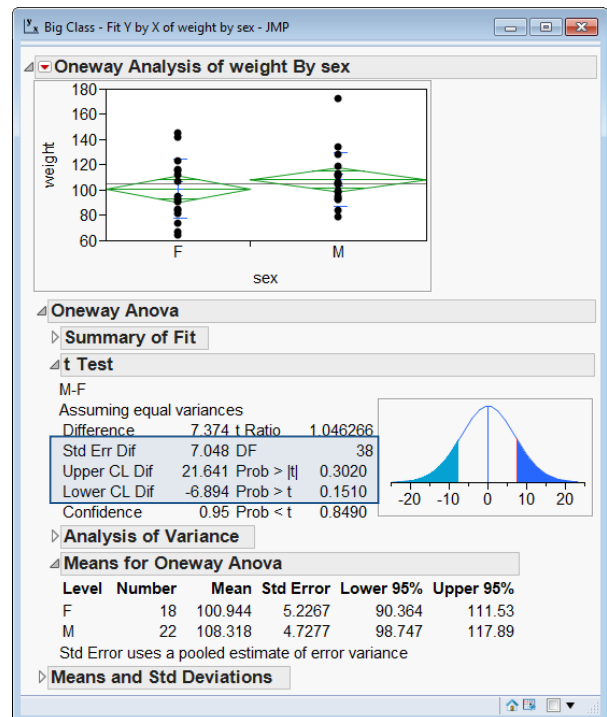 Big Class - Fit Y by X of weight by sex - JMP
Oneway Analysis of weight By sex
180
160
140
120
100
80
60
weight
F M
sex
Oneway Anova
Summary of Fit
t Test
M-F
Assuming equal variances
Difference 7.374 t Ratio 1.046266
Std Err Dif 7.048 DF 38
Upper CL Dif 21.641 Prob > |t| 0.3020
Lower CL Dif -6.894 Prob > t 0.1510
Confidence 0.95 Prob < t 0.8490
-20 -10 0 10 20
Analysis of Variance
Means for Oneway Anova
Level Number Mean Std Error Lower 95% Upper 95%
F 18 100.944 5.2267 90.364 111.53
M 22 108.318 4.7277 98.747 117.89
Std Error uses a pooled estimate of error variance
Means and Std Deviations